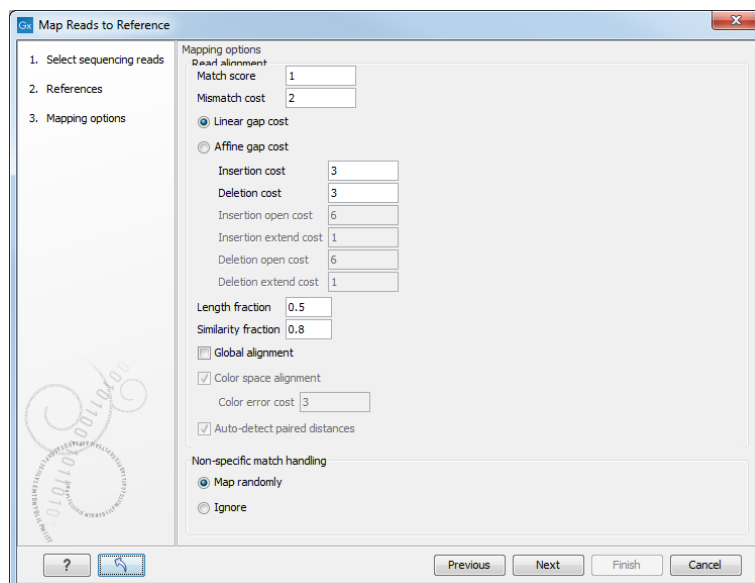 Gx Map Reads to Reference
1. Select sequencing reads
2. References
3. Mapping options
Mapping options
Read alignment
Match score 1
Mismatch cost 2
Linear gap cost
Affine gap cost
Insertion cost 3
Deletion cost 3
Insertion open cost 6
Insertion extend cost 1
Deletion open cost 6
Deletion extend cost 1
Length fraction 0.5
Similarity fraction 0.8
Global alignment
Color space alignment
Color error cost 3
Auto-detect paired distances
Non-specific match handling
Map randomly
Ignore
? Previous Next Finish Cancel